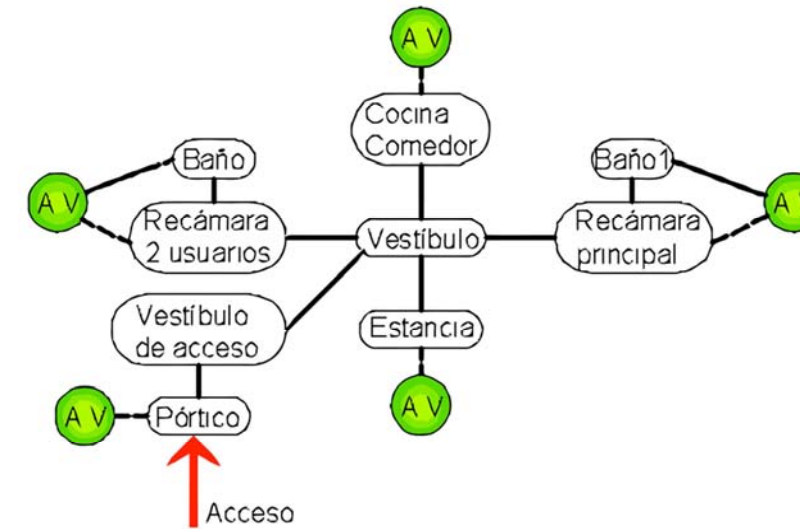 A V
Cocina
Comedor
Baño
Baño1
A V
Recámara
2 usuarios
Vestíbulo
Recámara
principal
A V
Vestíbulo
de acceso
Estancia
A V
Pórtico
A V
Acceso